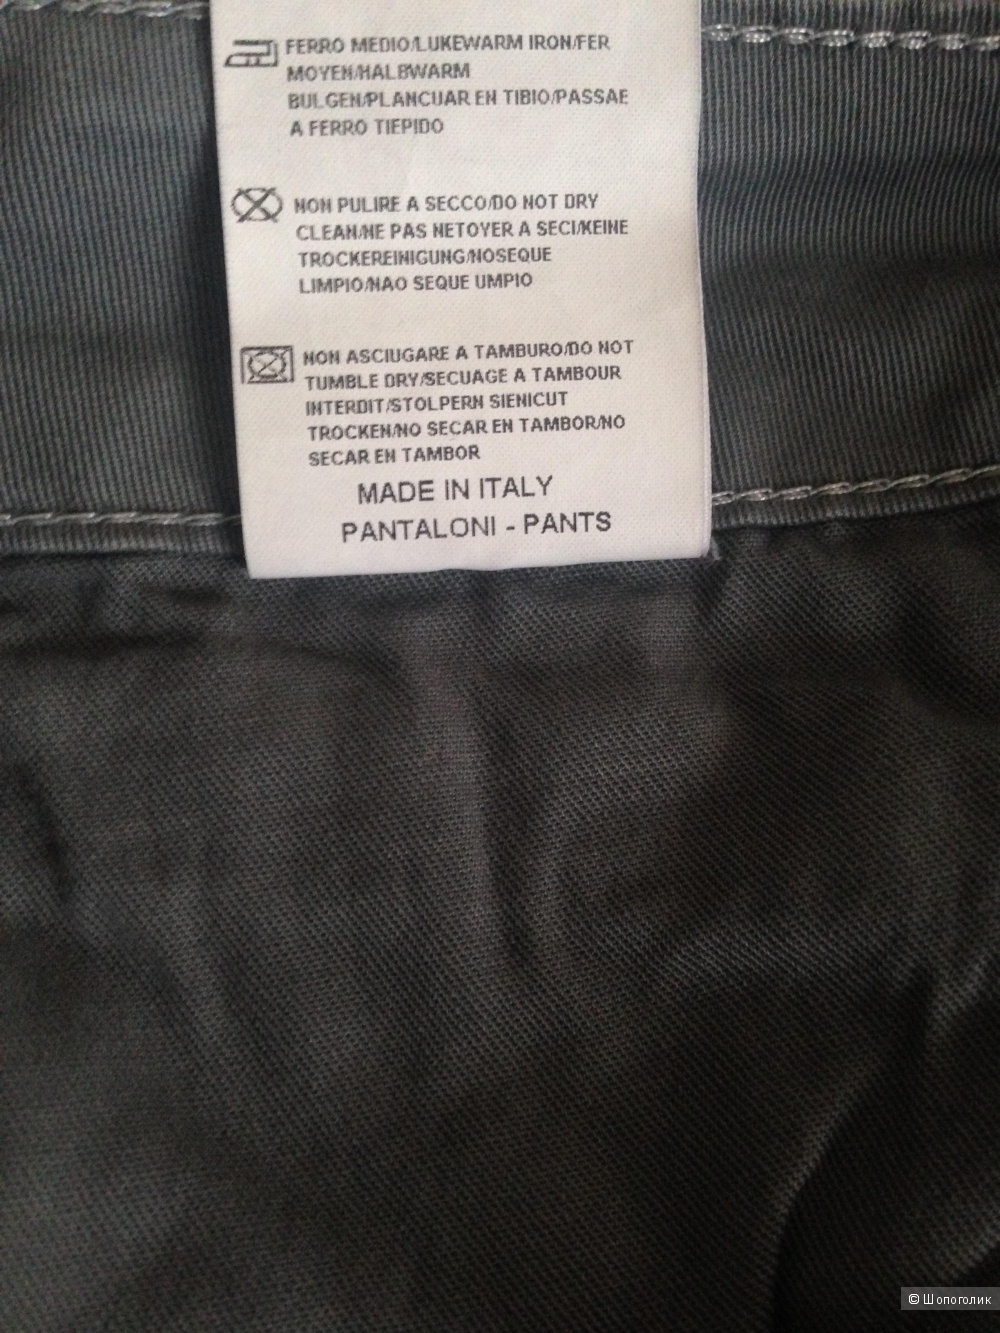 FERRO MEDIO/LUKEWARM IRON/FER
MOYEN/HALBWARM
BULGEN/PLANCUAR EN TIBIO/PASSAE
A FERRO TIEPIDO
NON PULIRE A SECCO/DO NOT DRY
CLEAN/NE PAS NETOYER A SECI/KEINE
TROCKEREINIGUNG/NOSEQUE
LIMPIO/NAO SEQUE UMPIO
NON ASCIUGARE A TAMBURO/DO NOT
TUMBLE DRY/SECUAGE A TAMBOUR
INTERDIT/STOLPERN SIENICUT
TROCKEN/NO SECAR EN TAMBOR/NO
SECAR EN TAMBOR
MADE IN ITALY
PANTALONI - PANTS
© Шопоголик